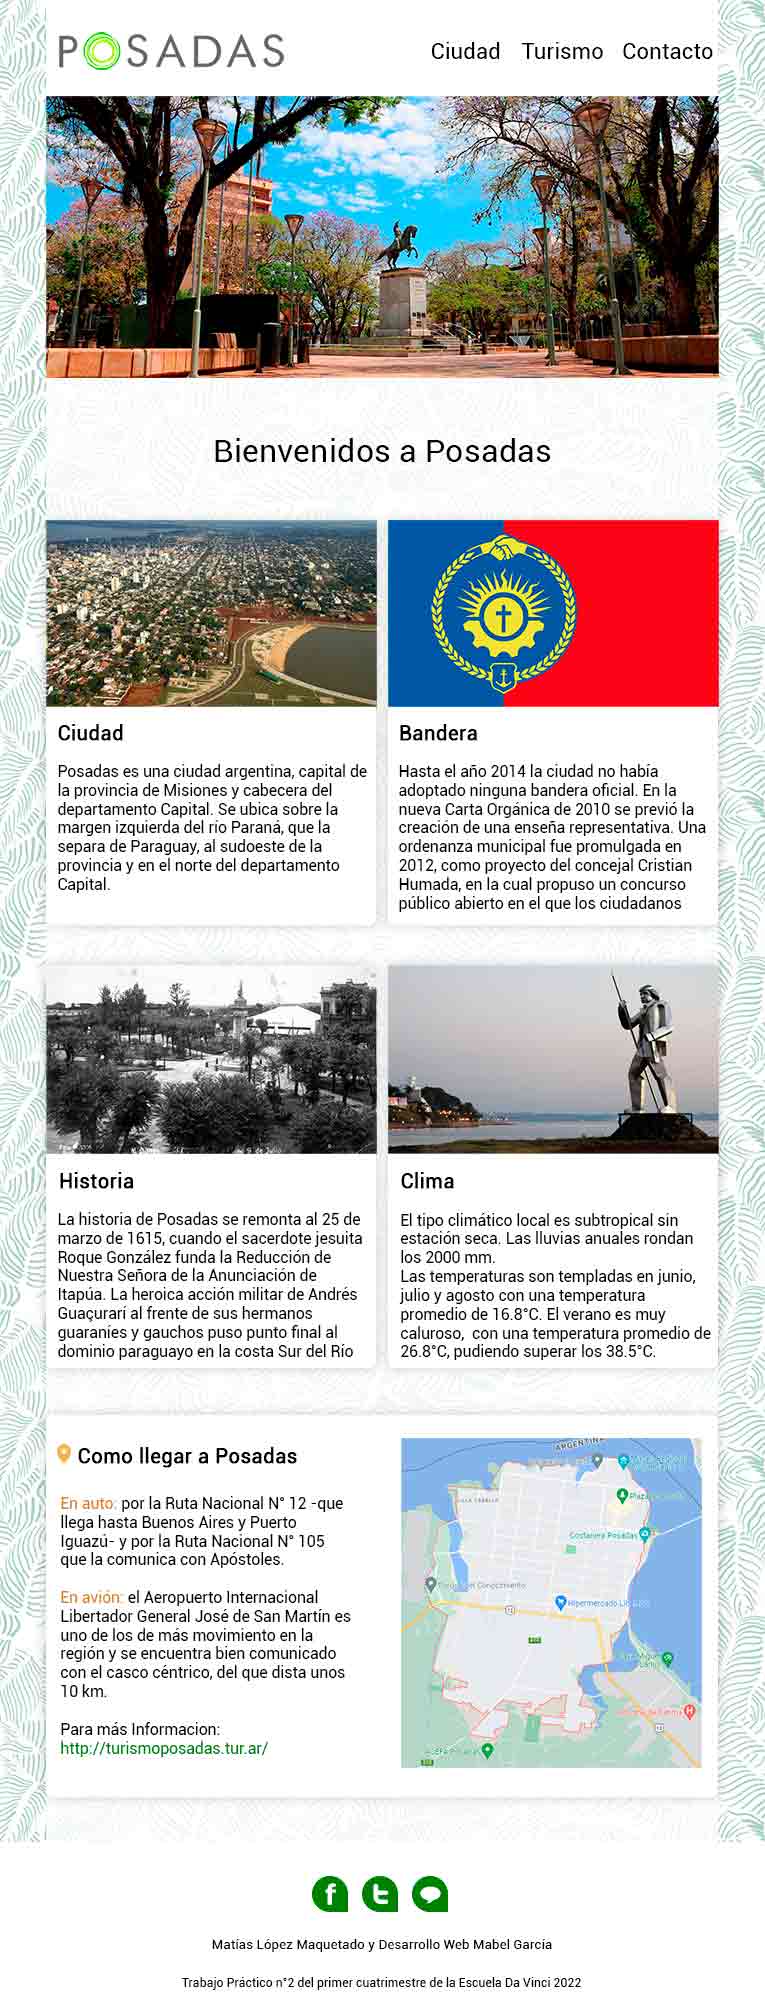 POSADAS
Ciudad Turismo Contacto
Bienvenidos a Posadas
Ciudad
Posadas es una ciudad argentina, capital de
la provincia de Misiones y cabecera del
departamento Capital. Se ubica sobre la
margen izquierda del río Paraná, que la
separa de Paraguay, al sudoeste de la
provincia y en el norte del departamento
Capital.
Bandera
Hasta el año 2014 la ciudad no había
adoptado ninguna bandera oficial. En la
nueva Carta Orgánica de 2010 se previó la
creación de una enseña representativa. Una
ordenanza municipal fue promulgada en
2012, como proyecto del concejal Cristian
Humada, en la cual propuso un concurso
público abierto en el que los ciudadanos
9 de Julio
Historia
La historia de Posadas se remonta al 25 de
marzo de 1615, cuando el sacerdote jesuita
Roque González funda la Reducción de
Nuestra Señora de la Anunciación de
Itapúa. La heroica acción militar de Andrés
Guaçurarí al frente de sus hermanos
guaraníes y gauchos puso punto final al
dominio paraguayo en la costa Sur del Río
Clima
El tipo climático local es subtropical sin
estación seca. Las lluvias anuales rondan
los 2000 mm.
Las temperaturas son templadas en junio,
julio y agosto con una temperatura
promedio de 16.8°C. El verano es muy
caluroso, con una temperatura promedio de
26.8°C, pudiendo superar los 38.5°C.
Como llegar a Posadas
En auto: por la Ruta Nacional N° 12 -que
llega hasta Buenos Aires y Puerto
Iguazú- y por la Ruta Nacional N° 105
que la comunica con Apóstoles.
En avión: el Aeropuerto Internacional
Libertador General José de San Martín es
uno de los de más movimiento en la
región y se encuentra bien comunicado
con el casco céntrico, del que dista unos
10 km.
Para más Informacion:
http://turismoposadas.tur.ar/
ARGENTINA
Costanera Posadas
Conocimiento
Hipermercado
12
12
Matías López Maquetado y Desarrollo Web Mabel García
Trabajo Práctico n°2 del primer cuatrimestre de la Escuela Da Vinci 2022